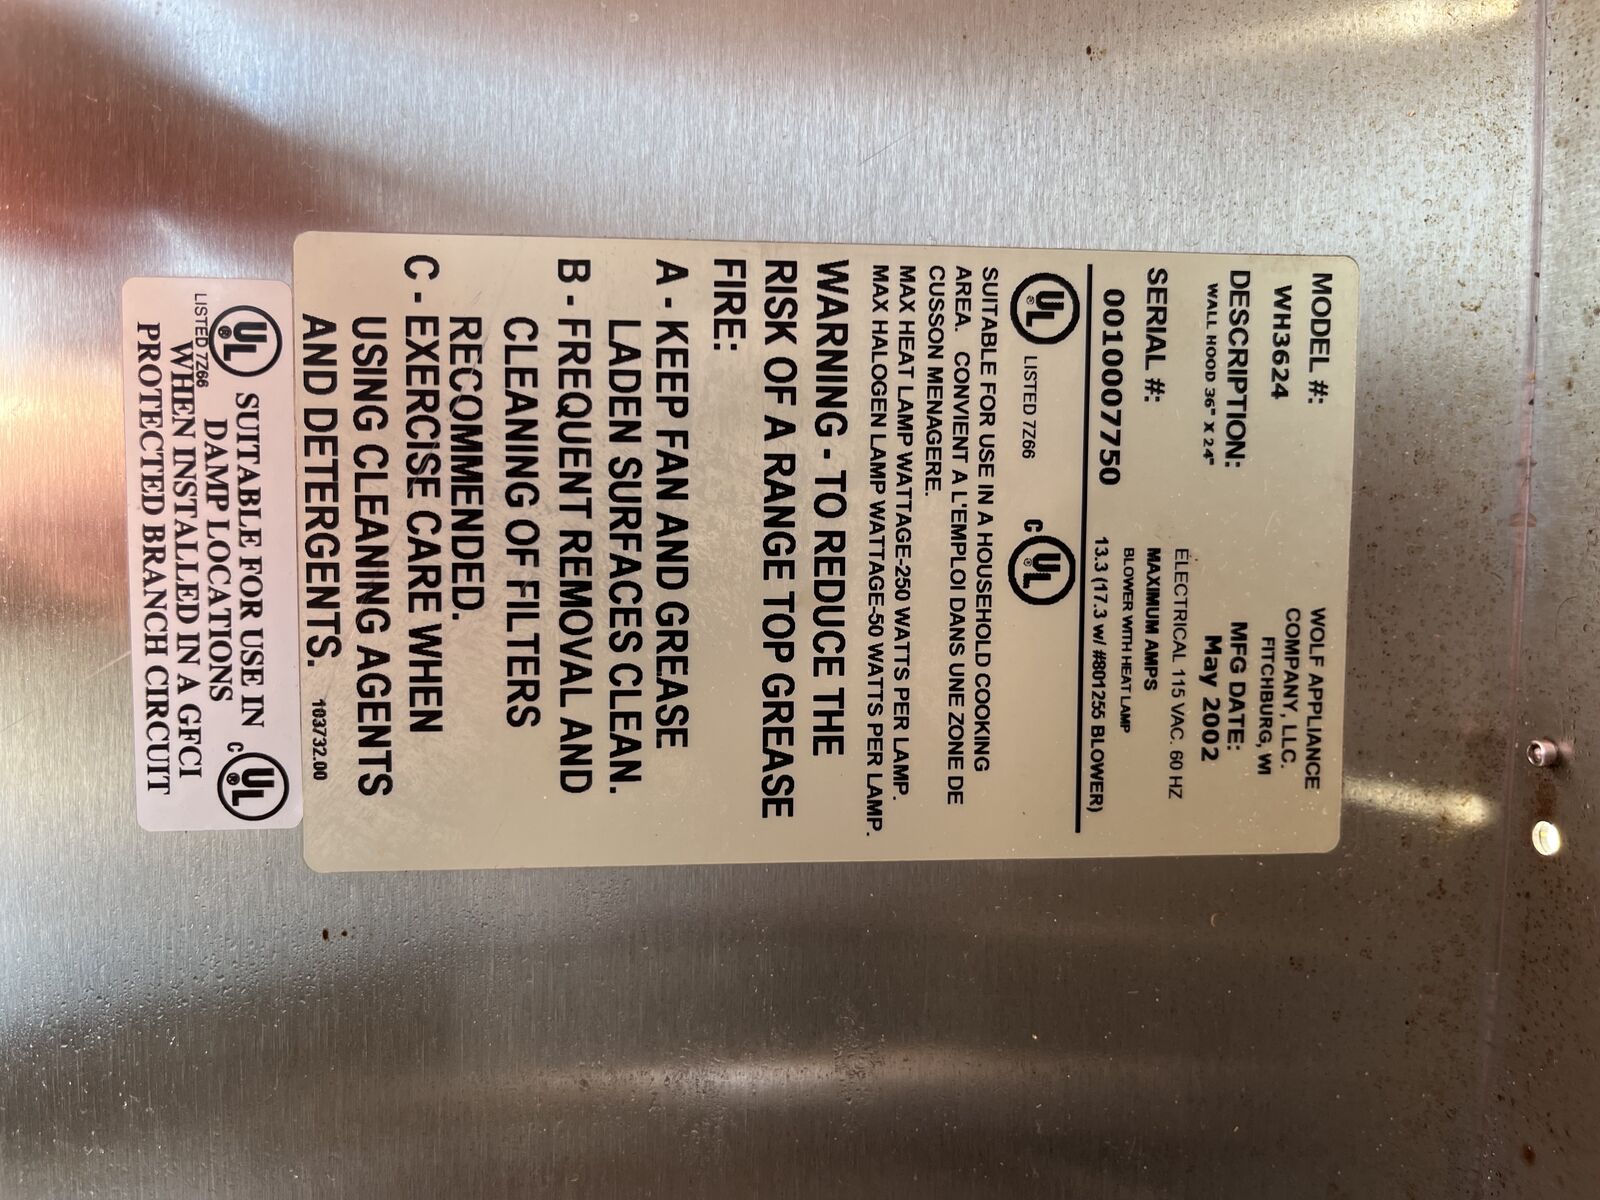 MODEL #:
WH3624
DESCRIPTION:
WALL HOOD 36" X 24"
SERIAL #:
0010007750
WOLF APPLIANCE
COMPANY, LLC.
FITCHBURG, WI
MFG DATE:
May 2002
ELECTRICAL 115 VAC. 60 HZ
MAXIMUM AMPS
BLOWER WITH HEAT LAMP
13.3 (17.3 w/ #801255 BLOWER)
UL ® LISTED 7Z66 C UL ®
SUITABLE FOR USE IN A HOUSEHOLD COOKING
AREA. CONVIENT A L'EMPLOI DANS UNE ZONE DE
CUSSON MENAGERE.
MAX HEAT LAMP WATTAGE-250 WATTS PER LAMP.
MAX HALOGEN LAMP WATTAGE-50 WATTS PER LAMP.
WARNING - TO REDUCE THE
RISK OF A RANGE TOP GREASE
FIRE:
A - KEEP FAN AND GREASE
LADEN SURFACES CLEAN.
B - FREQUENT REMOVAL AND
CLEANING OF FILTERS
RECOMMENDED.
C - EXERCISE CARE WHEN
USING CLEANING AGENTS
AND DETERGENTS.
103732.00
UL ® SUITABLE FOR USE IN C UL ®
LISTED 7Z66
DAMP LOCATIONS
WHEN INSTALLED IN A GFCI
PROTECTED BRANCH CIRCUIT